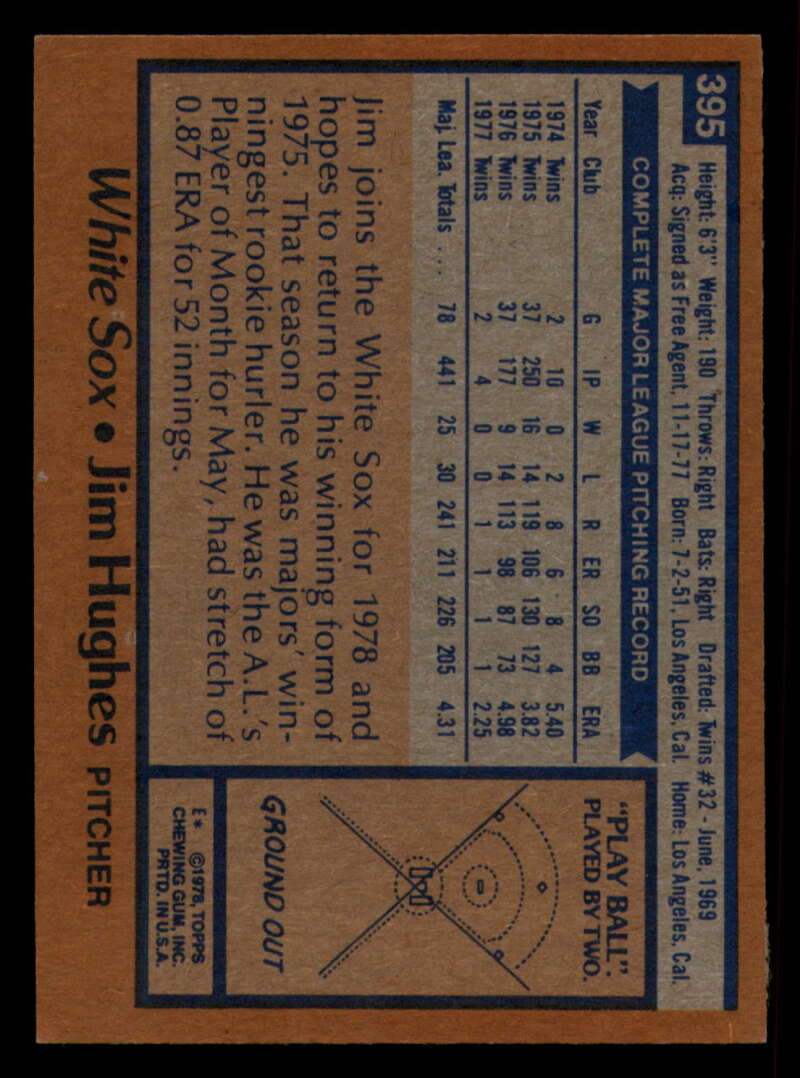 395
Height: 6'3" Weight: 190 Throws: Right Bats: Right Drafted: Twins #32 - June, 1969
Acq: Signed as Free Agent, 11-17-77 Born: 7-2-51, Los Angeles, Cal. Home: Los Angeles, Cal.
COMPLETE MAJOR LEAGUE PITCHING RECORD
Year Club G IP W L R ER SO BB ERA
1974 Twins 2 10 0 2 8 6 8 4 5.40
1975 Twins 37 250 16 14 119 106 130 127 3.82
1976 Twins 37 177 9 14 113 98 87 73 4.98
1977 Twins 2 4 0 0 1 1 1 1 2.25
Maj. Lea. Totals .... 78 441 25 30 241 211 226 205 4.31
Jim joins the White Sox for 1978 and
hopes to return to his winning form of
1975. That season he was majors' win-
ningest rookie hurler. He was the A.L.'s
Player of Month for May, had stretch of
0.87 ERA for 52 innings.
"PLAY BALL":
PLAYED BY TWO.
GROUND OUT
E* ©1978, TOPPS
CHEWING GUM, INC.
PRTD. IN U.S.A.
White Sox • Jim Hughes PITCHER